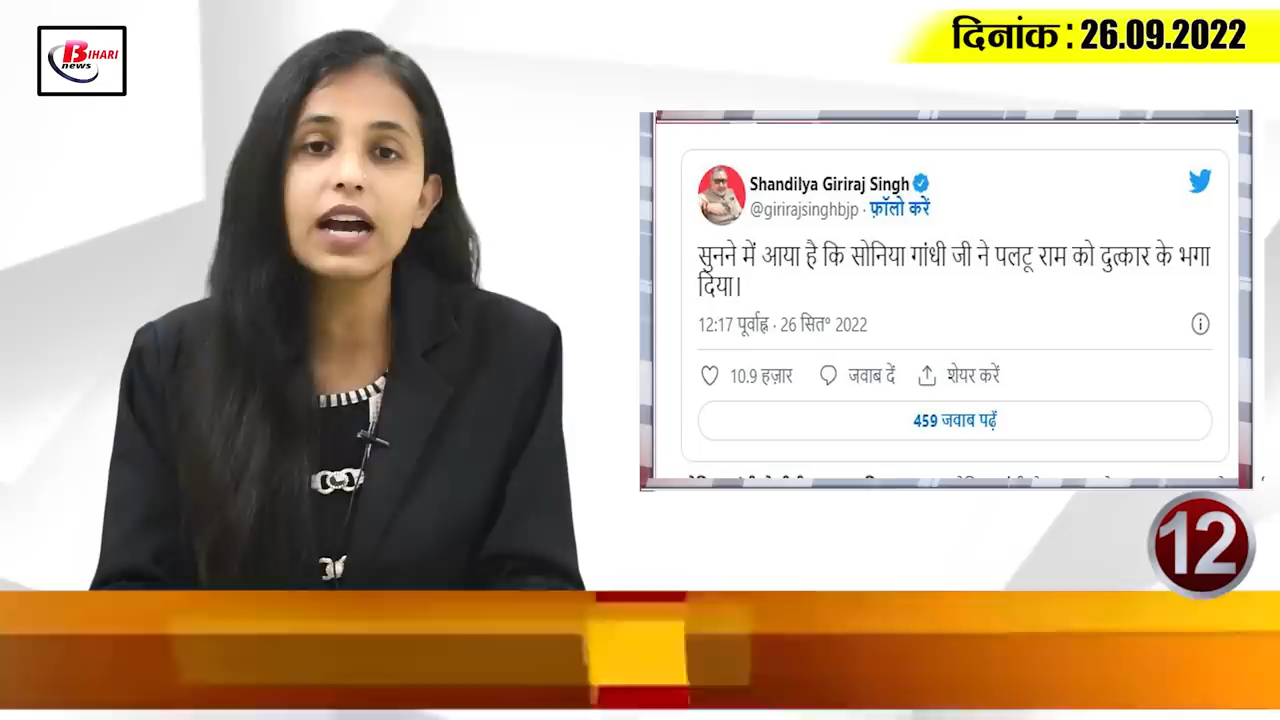 BIHARI
news
दिनांक : 26.09.2022
Shandilya Giriraj Singh
@girirajsinghbjp · फ़ॉलो करें
सुनने में आया है कि सोनिया गांधी जी ने पलटू राम को दुत्कार के भगा
दिया।
12:17 पूर्वाह्न · 26 सित॰ 2022
10.9 हज़ार जवाब दें शेयर करें
459 जवाब पढ़ें
12